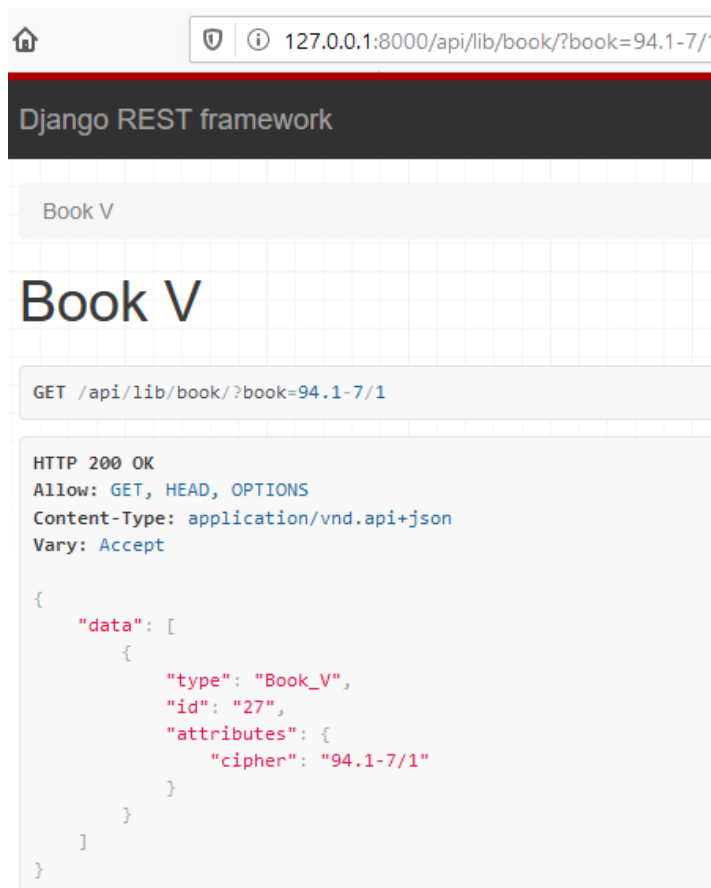 127.0.0.1:8000/api/lib/book/?book=94.1-7/1
Django REST framework
Book V
Book V
GET /api/lib/book/?book=94.1-7/1
HTTP 200 OK
Allow: GET, HEAD, OPTIONS
Content-Type: application/vnd.api+json
Vary: Accept
{
"data": [
{
"type": "Book_V",
"id": "27",
"attributes": {
"cipher": "94.1-7/1"
}
}
]
}